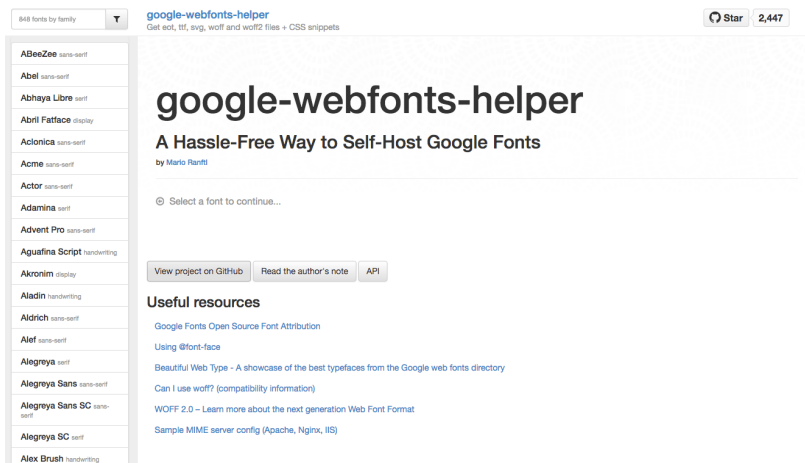 848 fonts by family
google-webfonts-helper
Get eot, ttf, svg, woff and woff2 files + CSS snippets
Star
2,447
ABeeZee sans-serif
Abel sans-serif
Abhaya Libre serif
Abril Fatface display
Aclonica sans-serif
Acme sans-serif
Actor sans-serif
Adamina serif
Advent Pro sans-serif
Aguafina Script handwriting
Akronim display
Aladin handwriting
Aldrich sans-serif
Alef sans-serif
Alegreya serif
Alegreya Sans sans-serif
Alegreya Sans SC sans-
serif
Alegreya SC serif
Alex Brush handwriting
google-webfonts-helper
A Hassle-Free Way to Self-Host Google Fonts
by Mario Ranftl
Select a font to continue...
View project on GitHub
Read the author's note
API
Useful resources
Google Fonts Open Source Font Attribution
Using @font-face
Beautiful Web Type - A showcase of the best typefaces from the Google web fonts directory
Can I use woff? (compatibility information)
WOFF 2.0 – Learn more about the next generation Web Font Format
Sample MIME server config (Apache, Nginx, IIS)